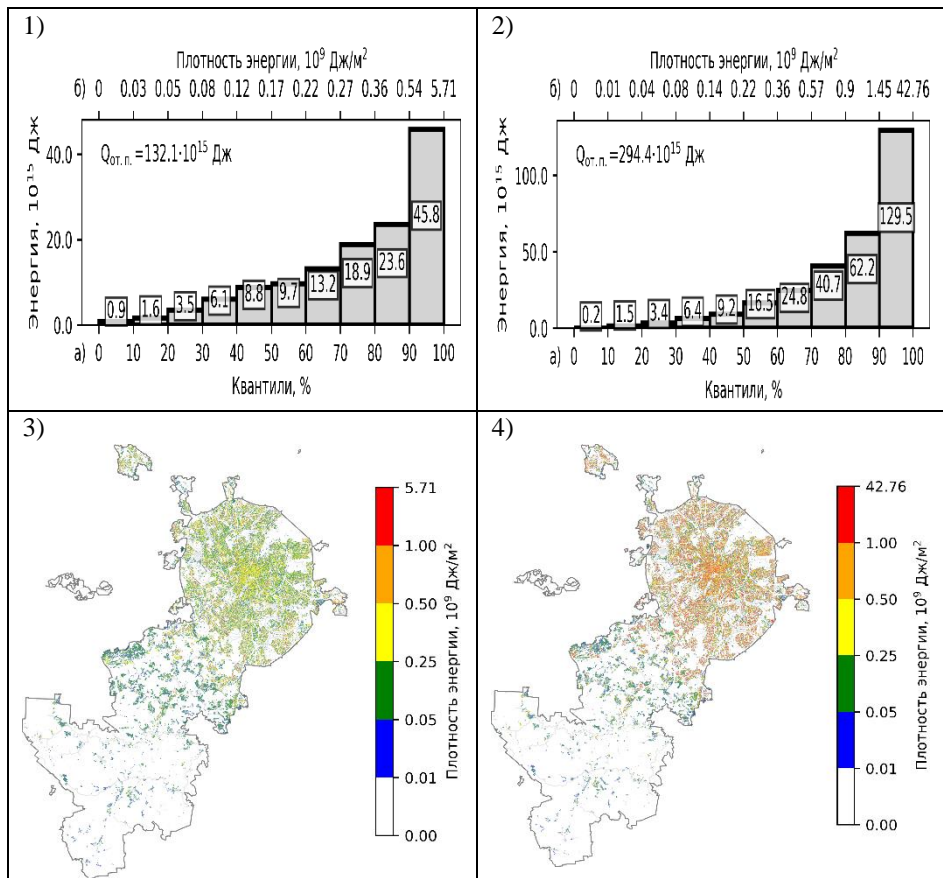 1)
Плотность энергии, 10⁹ Дж/м²
б) 0 0.03 0.05 0.08 0.12 0.17 0.22 0.27 0.36 0.54 5.71
Энергия, 10¹⁵ Дж
Qот.п. =132.1·10¹⁵ Дж
40.0
20.0
0.0
0.9 1.6 3.5 6.1 8.8 9.7 13.2 18.9 23.6 45.8
а) 0 10 20 30 40 50 60 70 80 90 100
Квантили, %
2)
Плотность энергии, 10⁹ Дж/м²
б) 0 0.01 0.04 0.08 0.14 0.22 0.36 0.57 0.9 1.45 42.76
Энергия, 10¹⁵ Дж
Qот.п. =294.4·10¹⁵ Дж
100.0
50.0
0.0
0.2 1.5 3.4 6.4 9.2 16.5 24.8 40.7 62.2 129.5
а) 0 10 20 30 40 50 60 70 80 90 100
Квантили, %
3)
5.71
1.00
0.50
0.25
0.05
0.01
0.00
Плотность энергии, 10⁹ Дж/м²
4)
42.76
1.00
0.50
0.25
0.05
0.01
0.00
Плотность энергии, 10⁹ Дж/м²